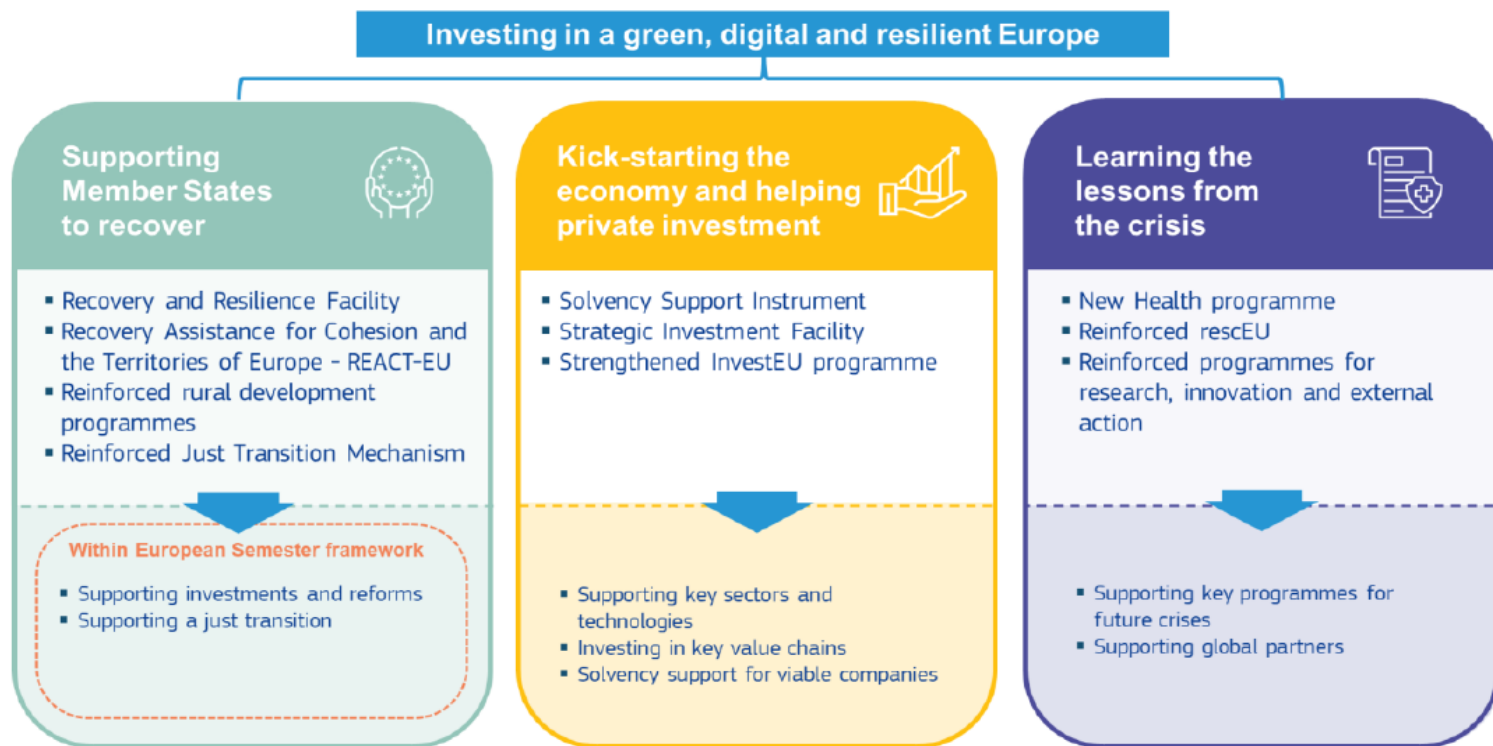 Investing in a green, digital and resilient Europe
Supporting
Member States
to recover
▪ Recovery and Resilience Facility
▪ Recovery Assistance for Cohesion and
the Territories of Europe - REACT-EU
▪ Reinforced rural development
programmes
▪ Reinforced Just Transition Mechanism
Within European Semester framework
▪ Supporting investments and reforms
▪ Supporting a just transition
Kick-starting the
economy and helping
private investment
▪ Solvency Support Instrument
▪ Strategic Investment Facility
▪ Strengthened InvestEU programme
▪ Supporting key sectors and
technologies
▪ Investing in key value chains
▪ Solvency support for viable companies
Learning the
lessons from
the crisis
▪ New Health programme
▪ Reinforced rescEU
▪ Reinforced programmes for
research, innovation and external
action
▪ Supporting key programmes for
future crises
▪ Supporting global partners